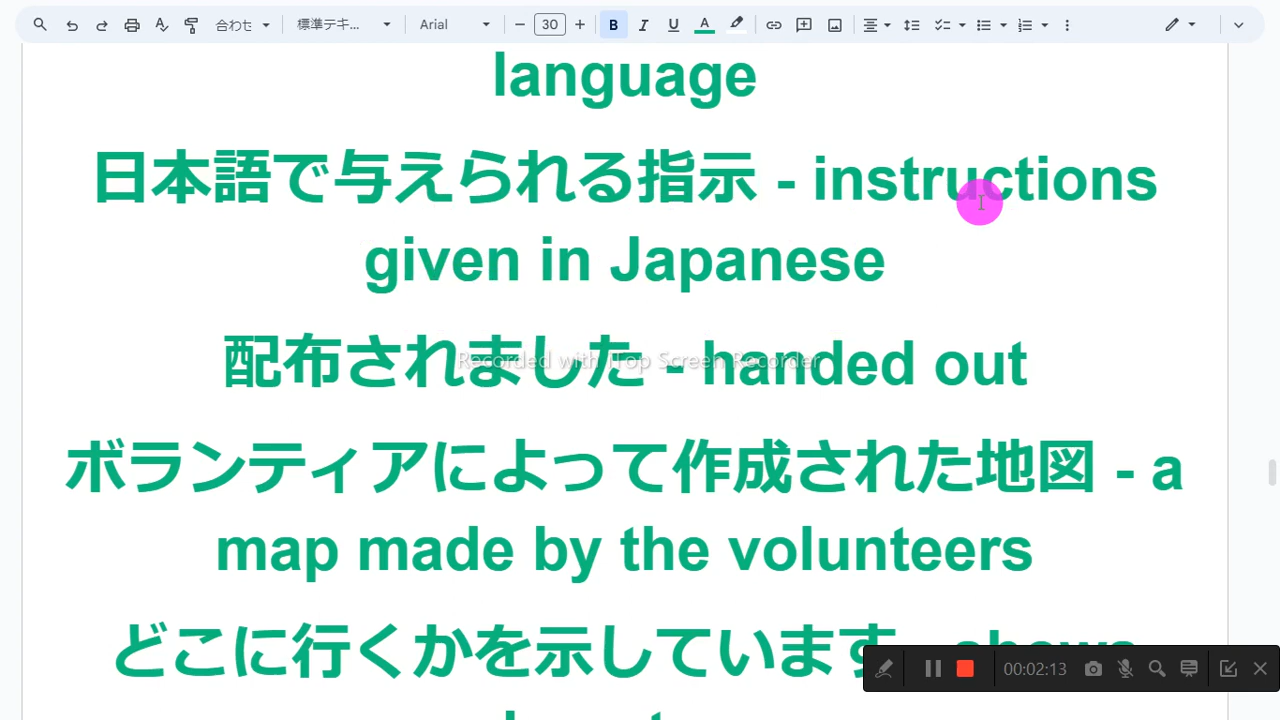 合わせ
標準テキ...
Arial
30
language
日本語で与えられる指示 - instructions
given in Japanese
配布されました - handed out
Recorded with iTop Screen Recorder
ボランティアによって作成された地図 - a
map made by the volunteers
どこに行くかを示しています - shows
00:02:13